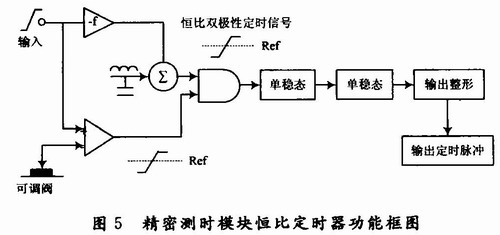 恒比双极性定时信号
-f
输入
Ref
Σ
单稳态
单稳态
输出整形
Ref
输出定时脉冲
可调阀
图 5 精密测时模块恒比定时器功能框图